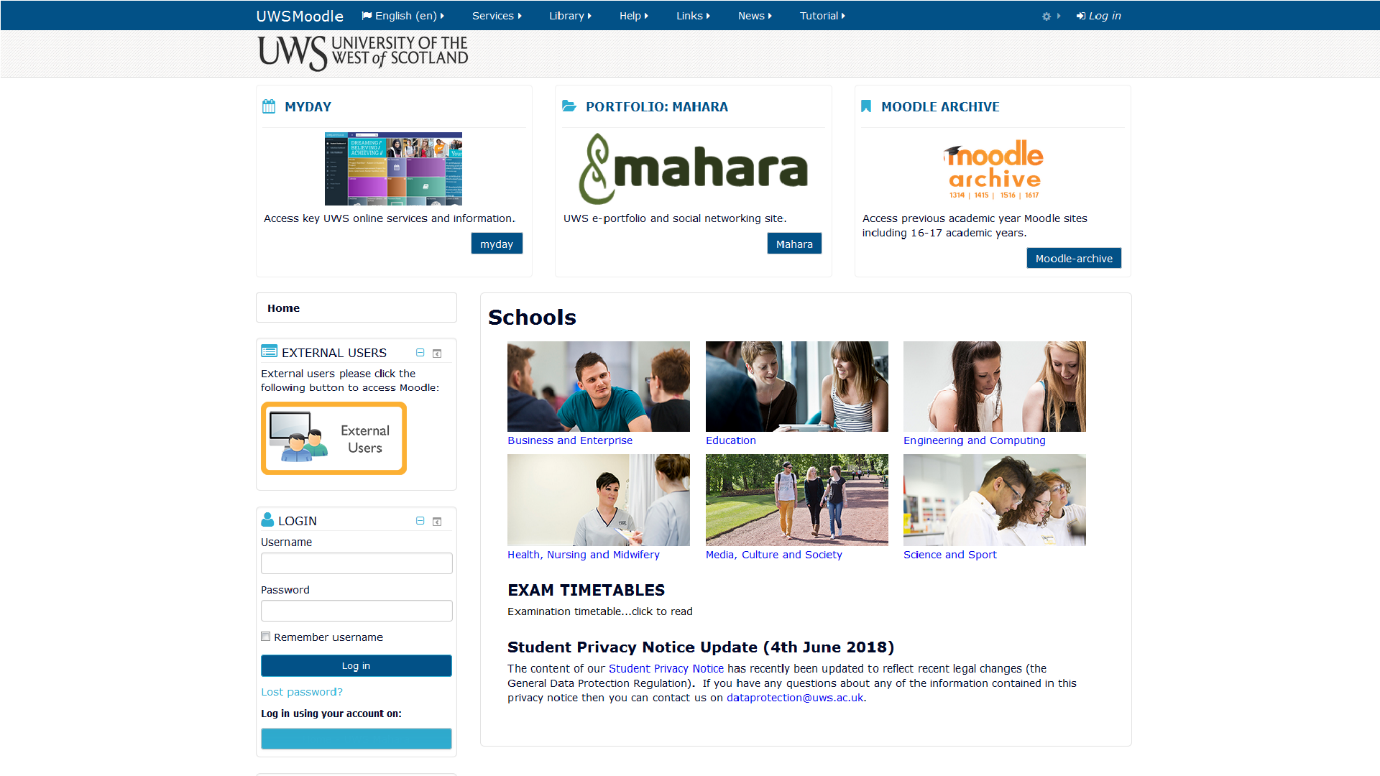 UWSMoodle English (en) Services Library Help Links News Tutorial Log in
UWS UNIVERSITY OF THE
WEST of SCOTLAND
MYDAY
DREAMING//
BELIEVING//
ACHIEVING//
Access key UWS online services and information.
myday
PORTFOLIO: MAHARA
mahara
UWS e-portfolio and social networking site.
Mahara
MOODLE ARCHIVE
moodle
archive
1314 | 1415 | 1516 | 1617
Access previous academic year Moodle sites
including 16-17 academic years.
Moodle-archive
Home
EXTERNAL USERS
External users please click the
following button to access Moodle:
External
Users
LOGIN
Username
Password
Remember username
Log in
Lost password?
Log in using your account on:
Schools
Business and Enterprise
Education
Engineering and Computing
Health, Nursing and Midwifery
Media, Culture and Society
Science and Sport
EXAM TIMETABLES
Examination timetable...click to read
Student Privacy Notice Update (4th June 2018)
The content of our Student Privacy Notice has recently been updated to reflect recent legal changes (the
General Data Protection Regulation). If you have any questions about any of the information contained in this
privacy notice then you can contact us on dataprotection@uws.ac.uk.